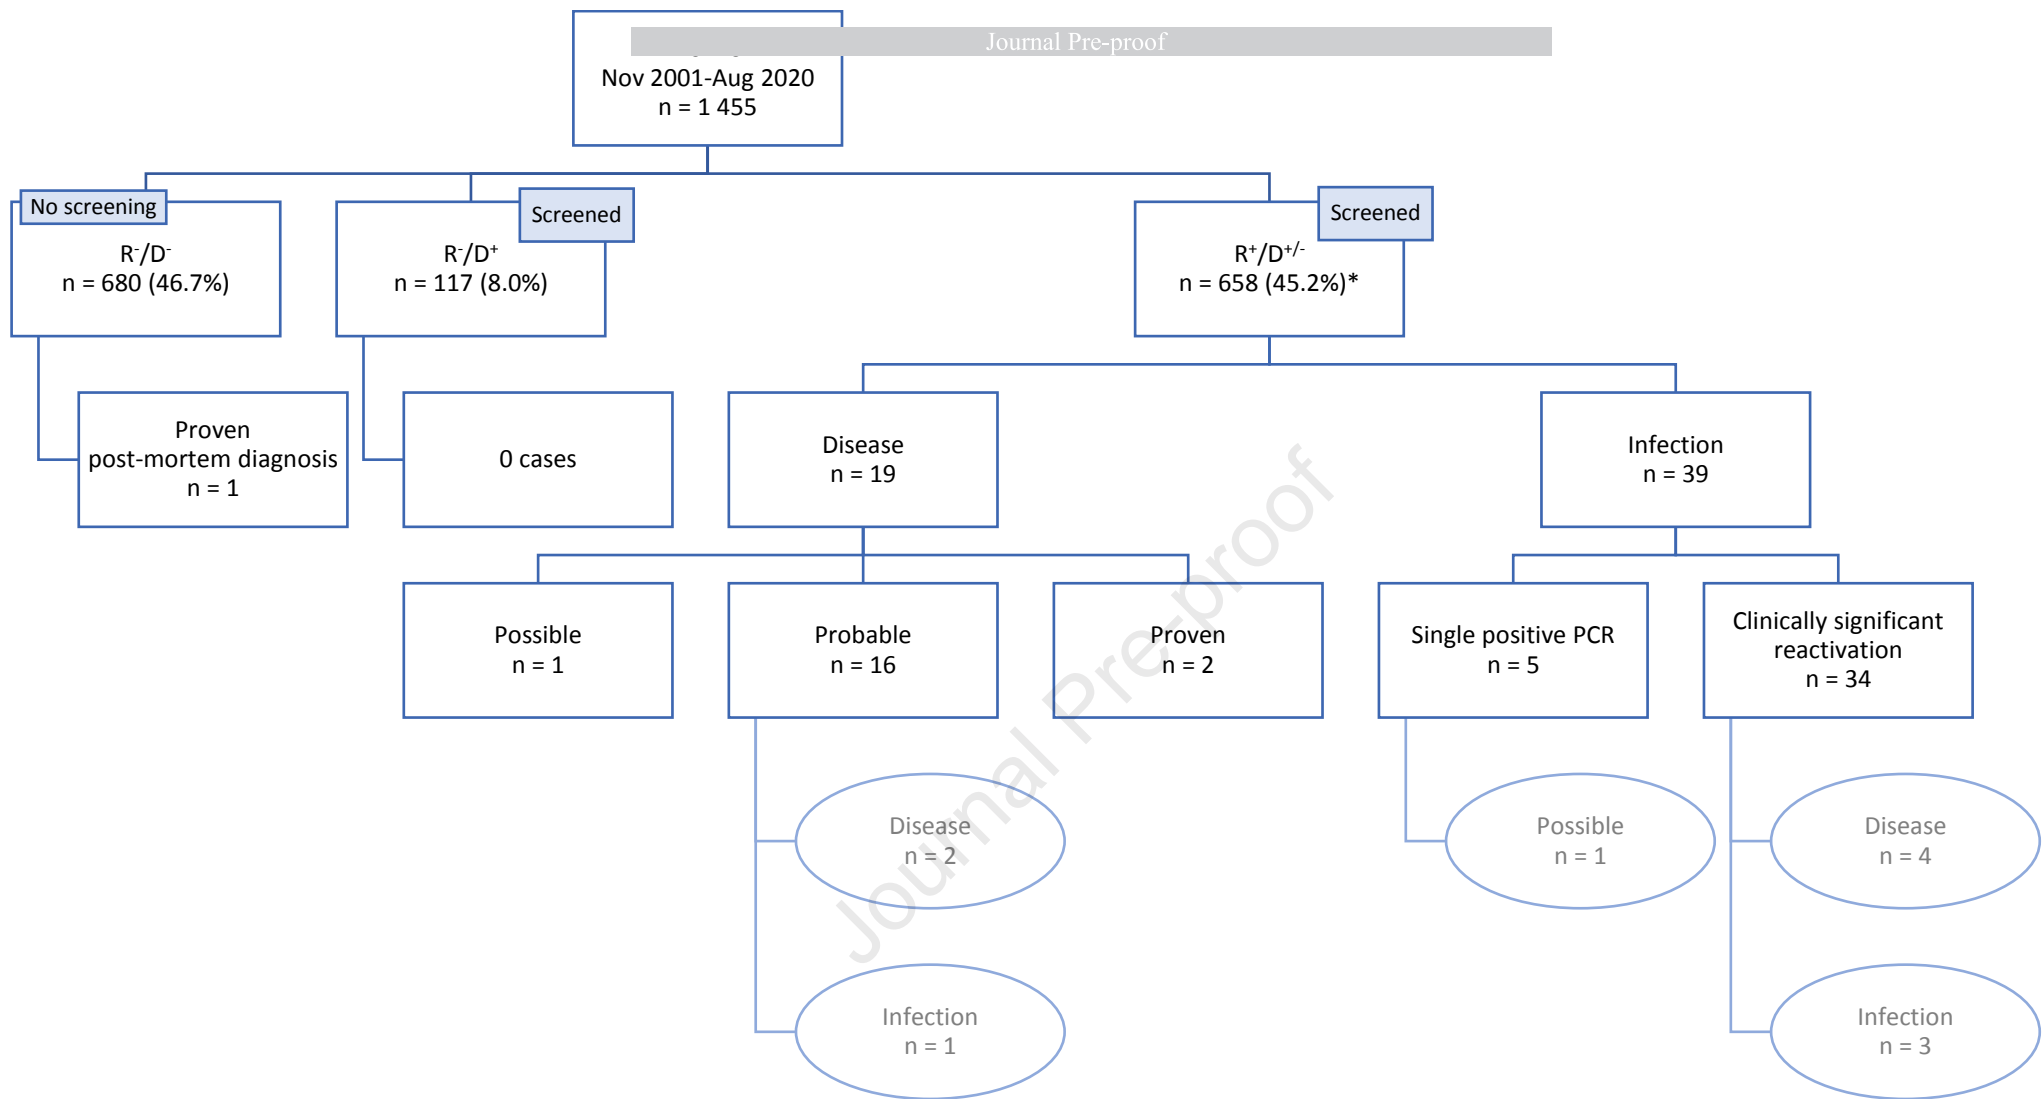 Journal Pre-proof
Nov 2001-Aug 2020
n = 1 455
No screening
R⁻/D⁻
n = 680 (46.7%)
Screened
R⁻/D⁺
n = 117 (8.0%)
Screened
R⁺/D⁺/⁻
n = 658 (45.2%)*
Proven
post-mortem diagnosis
n = 1
0 cases
Disease
n = 19
Infection
n = 39
Possible
n = 1
Probable
n = 16
Proven
n = 2
Single positive PCR
n = 5
Clinically significant
reactivation
n = 34
Disease
n = 2
Possible
n = 1
Disease
n = 4
Infection
n = 1
Infection
n = 3
Journal Pre-proof